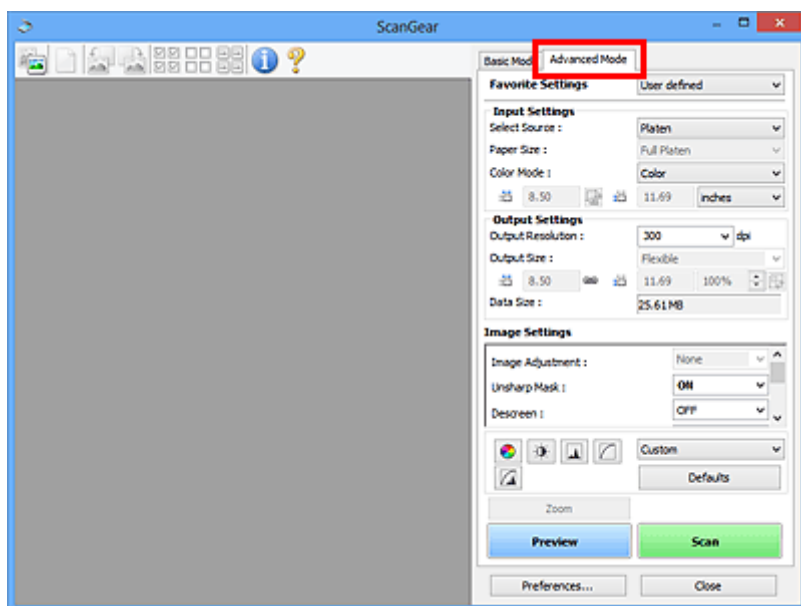 ScanGear
Basic Mode Advanced Mode
Favorite Settings User defined
Input Settings
Select Source : Platen
Paper Size : Full Platen
Color Mode : Color
8.50 11.69 inches
Output Settings
Output Resolution : 300 dpi
Output Size : Flexible
8.50 11.69 100%
Data Size : 25.61MB
Image Settings
Image Adjustment : None
Unsharp Mask : ON
Descreen : OFF
Custom
Defaults
Zoom
Preview Scan
Preferences... Close